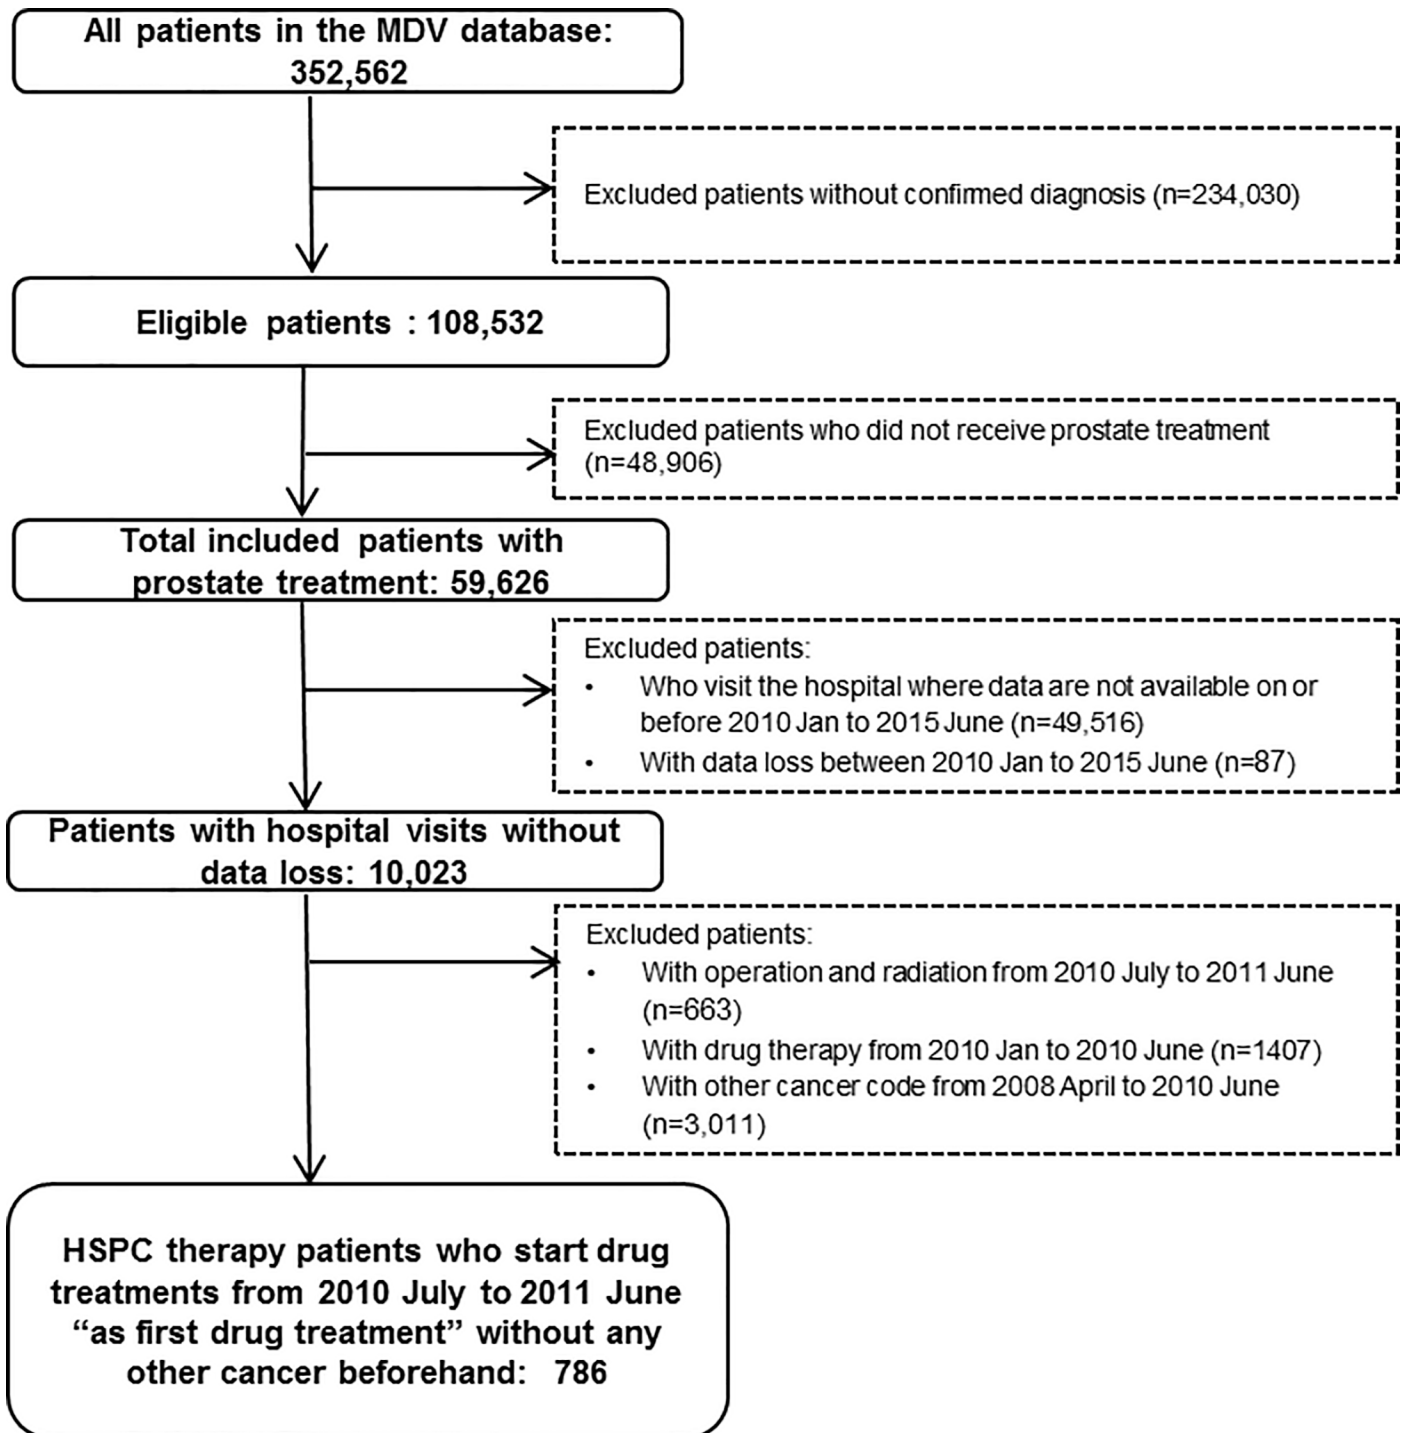 All patients in the MDV database:
352,562
Excluded patients without confirmed diagnosis (n=234,030)
Eligible patients : 108,532
Excluded patients who did not receive prostate treatment
(n=48,906)
Total included patients with
prostate treatment: 59,626
Excluded patients:
• Who visit the hospital where data are not available on or
before 2010 Jan to 2015 June (n=49,516)
• With data loss between 2010 Jan to 2015 June (n=87)
Patients with hospital visits without
data loss: 10,023
Excluded patients:
• With operation and radiation from 2010 July to 2011 June
(n=663)
• With drug therapy from 2010 Jan to 2010 June (n=1407)
• With other cancer code from 2008 April to 2010 June
(n=3,011)
HSPC therapy patients who start drug
treatments from 2010 July to 2011 June
“as first drug treatment” without any
other cancer beforehand: 786